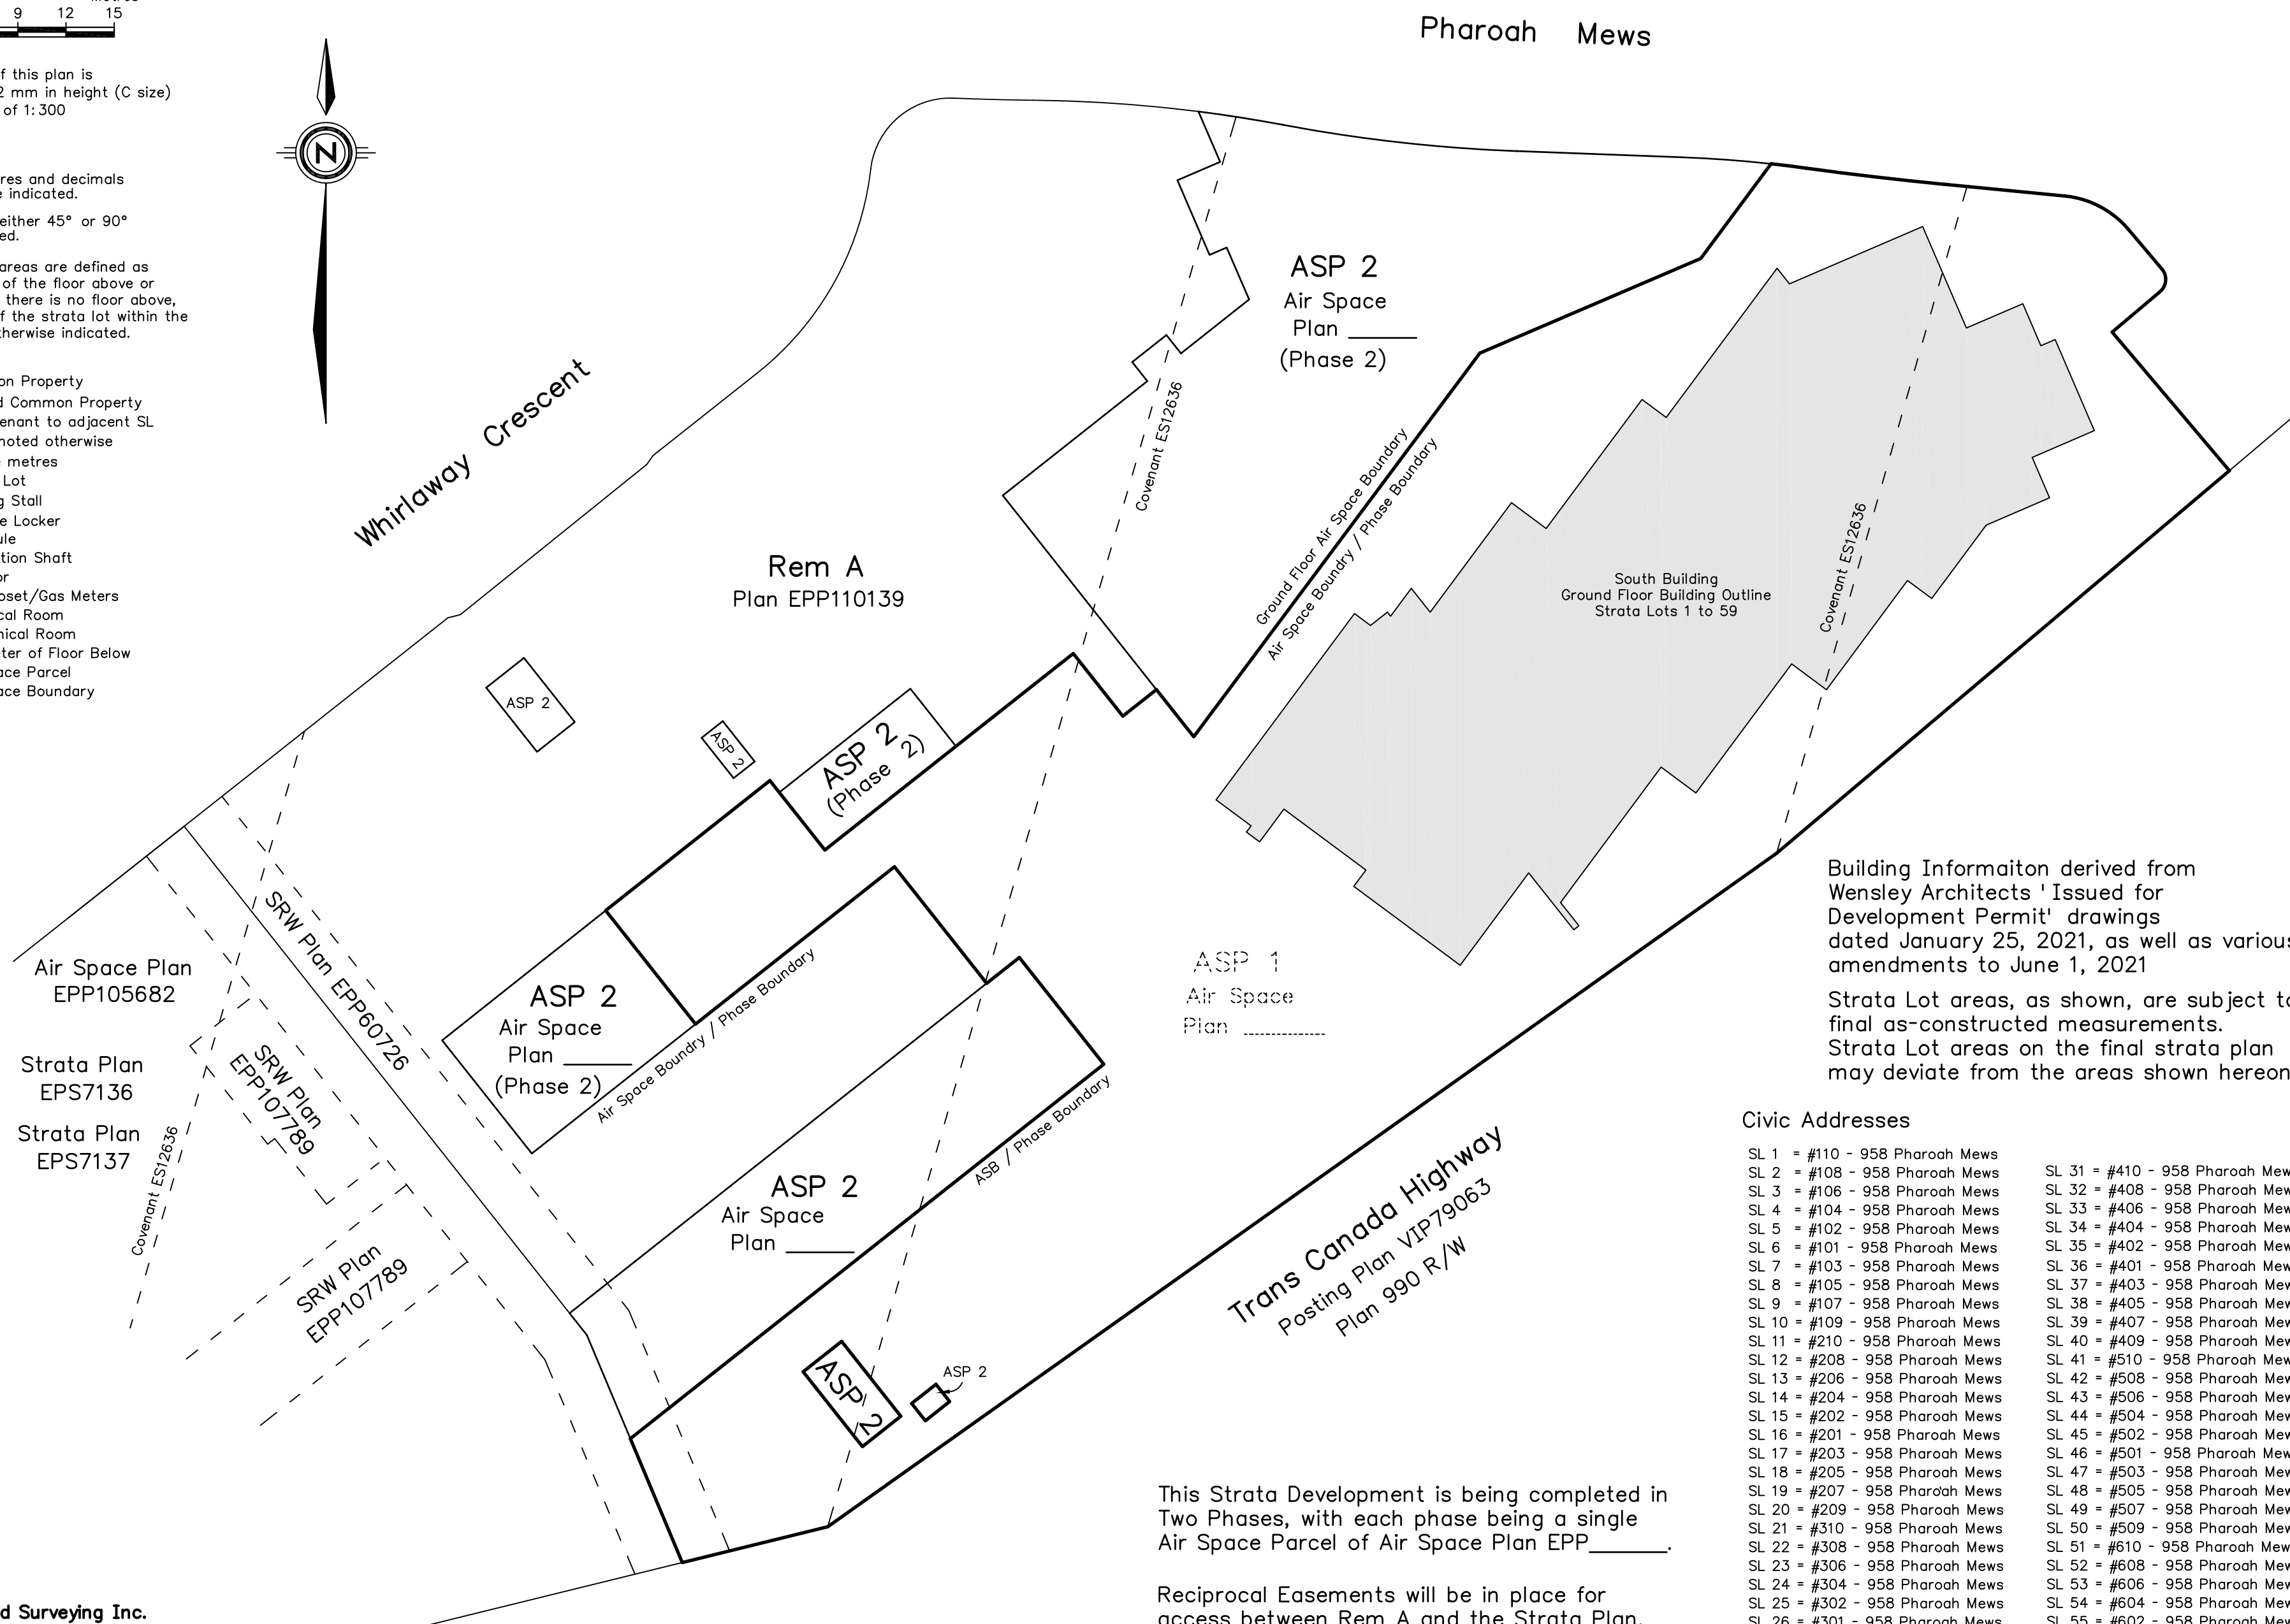 9 12 15
f this plan is
2 mm in height (C size)
of 1:300
N
res and decimals
e indicated.
either 45° or 90°
ed.
areas are defined as
of the floor above or
there is no floor above,
f the strata lot within the
therwise indicated.
on Property
d Common Property
enant to adjacent SL
noted otherwise
metres
Lot
g Stall
e Locker
ule
tion Shaft
or
oset/Gas Meters
cal Room
nical Room
ter of Floor Below
ace Parcel
ace Boundary
Pharoah Mews
Whirlaway Crescent
ASP 2
Air Space
Plan ______
(Phase 2)
Covenant ES12636
Ground Floor Air Space Boundary
Air Space Boundry / Phase Boundary
Rem A
Plan EPP110139
South Building
Ground Floor Building Outline
Strata Lots 1 to 59
Covenant ES12636
ASP 2
ASP 2
ASP 2
(Phase 2)
SRW Plan EPP60726
Air Space Plan
EPP105682
Strata Plan
EPS7136
Strata Plan
EPS7137
Covenant ES12636
SRW Plan
EPP107789
SRW Plan
EPP107789
ASP 2
Air Space
Plan ______
(Phase 2)
Air Space Boundry / Phase Boundary
ASP 1
Air Space
Plan ______
ASP 2
Air Space
Plan ______
ASB / Phase Boundary
ASP 2
ASP 2
Trans Canada Highway
Posting Plan VIP79063
Plan 990 R/W
Building Informaiton derived from
Wensley Architects 'Issued for
Development Permit' drawings
dated January 25, 2021, as well as various
amendments to June 1, 2021
Strata Lot areas, as shown, are subject to
final as-constructed measurements.
Strata Lot areas on the final strata plan
may deviate from the areas shown hereon
Civic Addresses
SL 1 = #110 - 958 Pharoah Mews
SL 2 = #108 - 958 Pharoah Mews
SL 3 = #106 - 958 Pharoah Mews
SL 4 = #104 - 958 Pharoah Mews
SL 5 = #102 - 958 Pharoah Mews
SL 6 = #101 - 958 Pharoah Mews
SL 7 = #103 - 958 Pharoah Mews
SL 8 = #105 - 958 Pharoah Mews
SL 9 = #107 - 958 Pharoah Mews
SL 10 = #109 - 958 Pharoah Mews
SL 11 = #210 - 958 Pharoah Mews
SL 12 = #208 - 958 Pharoah Mews
SL 13 = #206 - 958 Pharoah Mews
SL 14 = #204 - 958 Pharoah Mews
SL 15 = #202 - 958 Pharoah Mews
SL 16 = #201 - 958 Pharoah Mews
SL 17 = #203 - 958 Pharoah Mews
SL 18 = #205 - 958 Pharoah Mews
SL 19 = #207 - 958 Pharoah Mews
SL 20 = #209 - 958 Pharoah Mews
SL 21 = #310 - 958 Pharoah Mews
SL 22 = #308 - 958 Pharoah Mews
SL 23 = #306 - 958 Pharoah Mews
SL 24 = #304 - 958 Pharoah Mews
SL 25 = #302 - 958 Pharoah Mews
SL 26 = #301 - 958 Pharoah Mews
SL 31 = #410 - 958 Pharoah Mew
SL 32 = #408 - 958 Pharoah Mew
SL 33 = #406 - 958 Pharoah Mew
SL 34 = #404 - 958 Pharoah Mew
SL 35 = #402 - 958 Pharoah Mew
SL 36 = #401 - 958 Pharoah Mew
SL 37 = #403 - 958 Pharoah Mew
SL 38 = #405 - 958 Pharoah Mew
SL 39 = #407 - 958 Pharoah Mew
SL 40 = #409 - 958 Pharoah Mew
SL 41 = #510 - 958 Pharoah Mew
SL 42 = #508 - 958 Pharoah Mew
SL 43 = #506 - 958 Pharoah Mew
SL 44 = #504 - 958 Pharoah Mew
SL 45 = #502 - 958 Pharoah Mew
SL 46 = #501 - 958 Pharoah Mew
SL 47 = #503 - 958 Pharoah Mew
SL 48 = #505 - 958 Pharoah Mew
SL 49 = #507 - 958 Pharoah Mew
SL 50 = #509 - 958 Pharoah Mew
SL 51 = #610 - 958 Pharoah Mew
SL 52 = #608 - 958 Pharoah Mew
SL 53 = #606 - 958 Pharoah Mew
SL 54 = #604 - 958 Pharoah Mew
SL 55 = #602 - 958 Pharoah Mew
This Strata Development is being completed in
Two Phases, with each phase being a single
Air Space Parcel of Air Space Plan EPP______.
Reciprocal Easements will be in place for
access between Rem A and the Strata Plan.
d Surveying Inc.